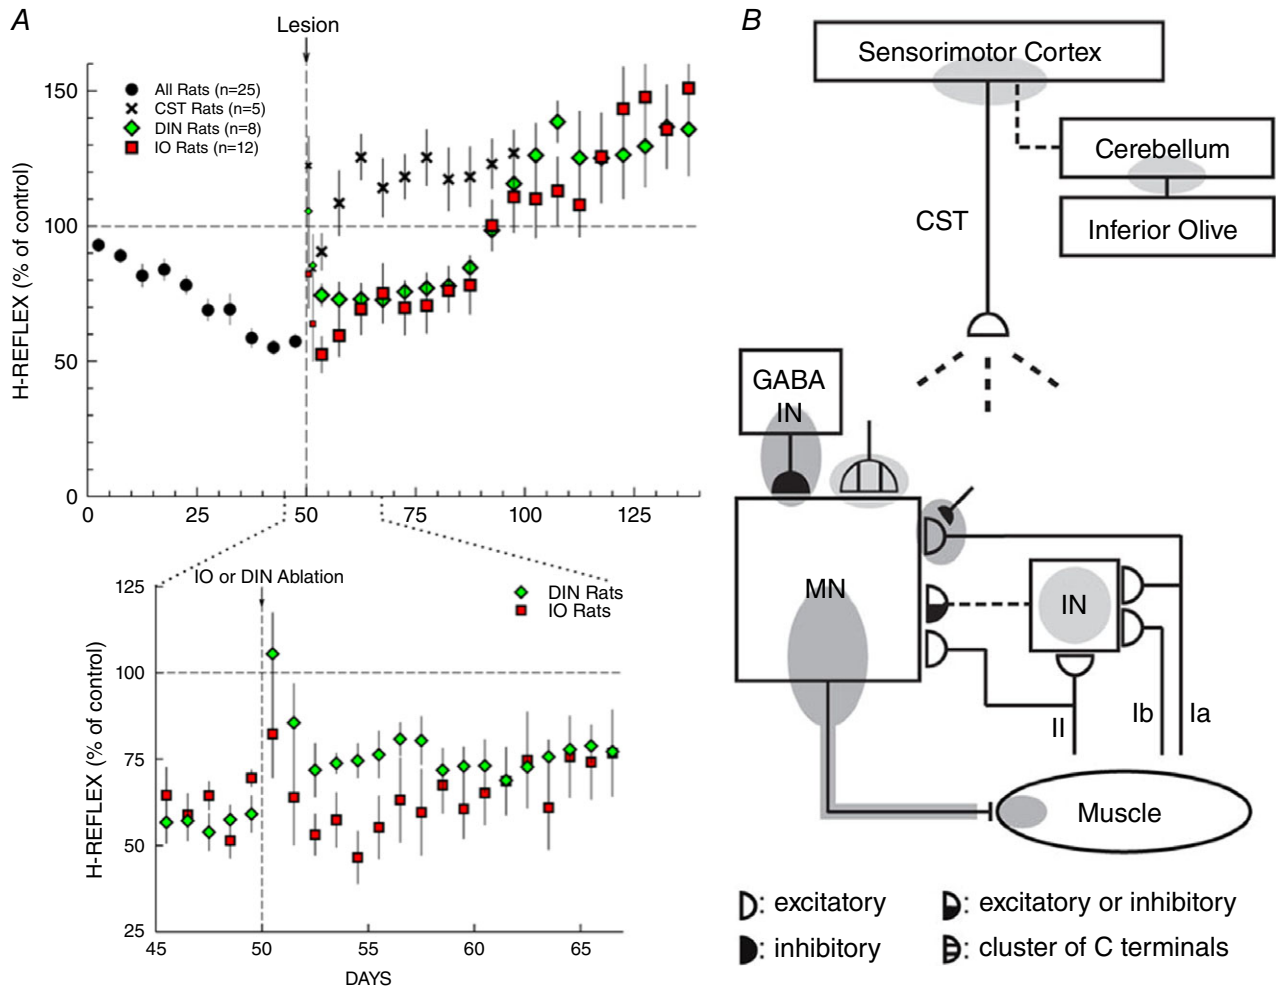 A
Lesion
150
100
50
0
H-REFLEX (% of control)
All Rats (n=25)
CST Rats (n=5)
DIN Rats (n=8)
IO Rats (n=12)
0 25 50 75 100 125
IO or DIN Ablation
DIN Rats
IO Rats
125
100
75
50
25
H-REFLEX (% of control)
45 50 55 60 65
DAYS
B
Sensorimotor Cortex
Cerebellum
Inferior Olive
CST
GABA
IN
MN
IN
II
Ib
Ia
Muscle
: excitatory
: excitatory or inhibitory
: inhibitory
: cluster of C terminals